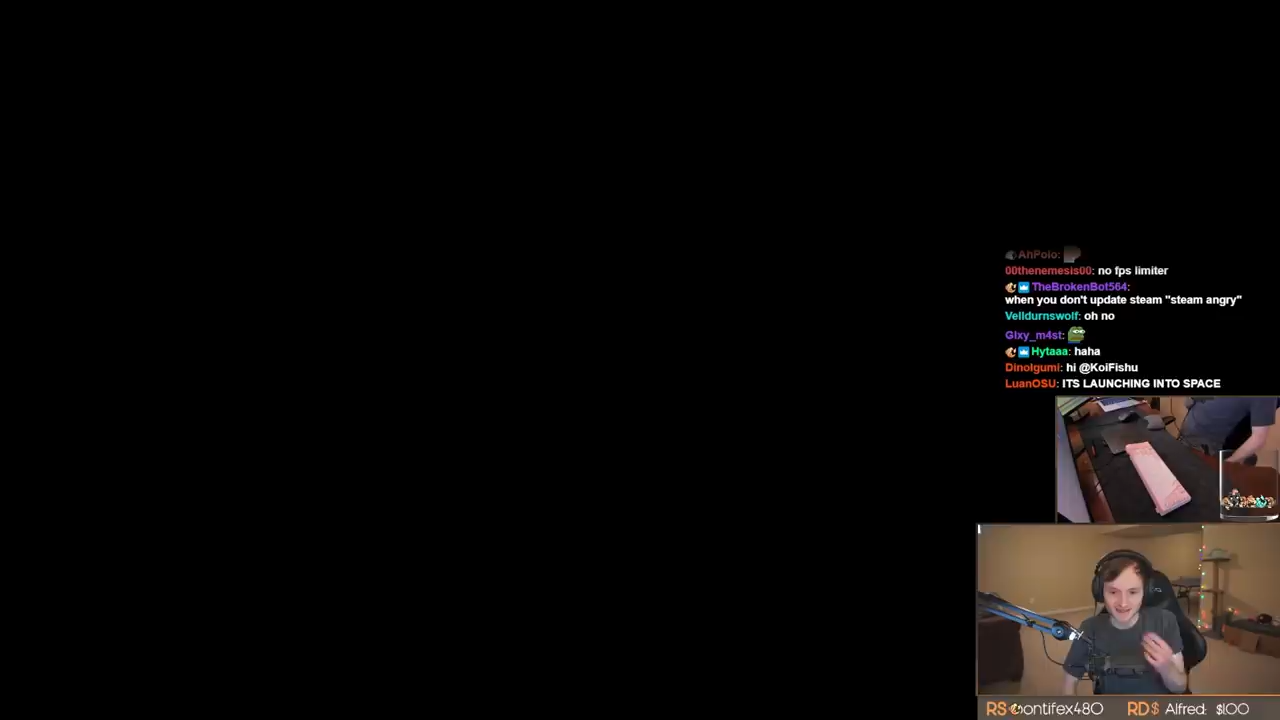 AhPolo:
00thenemesis00: no fps limiter
TheBrokenBot564:
when you don't update steam "steam angry"
Velldurnswolf: oh no
Glxy_m4st:
Hytaaa: haha
Dinolgumi: hi @KoiFishu
LuanOSU: ITS LAUNCHING INTO SPACE
RS ontifex480 RD$ Alfred: $100